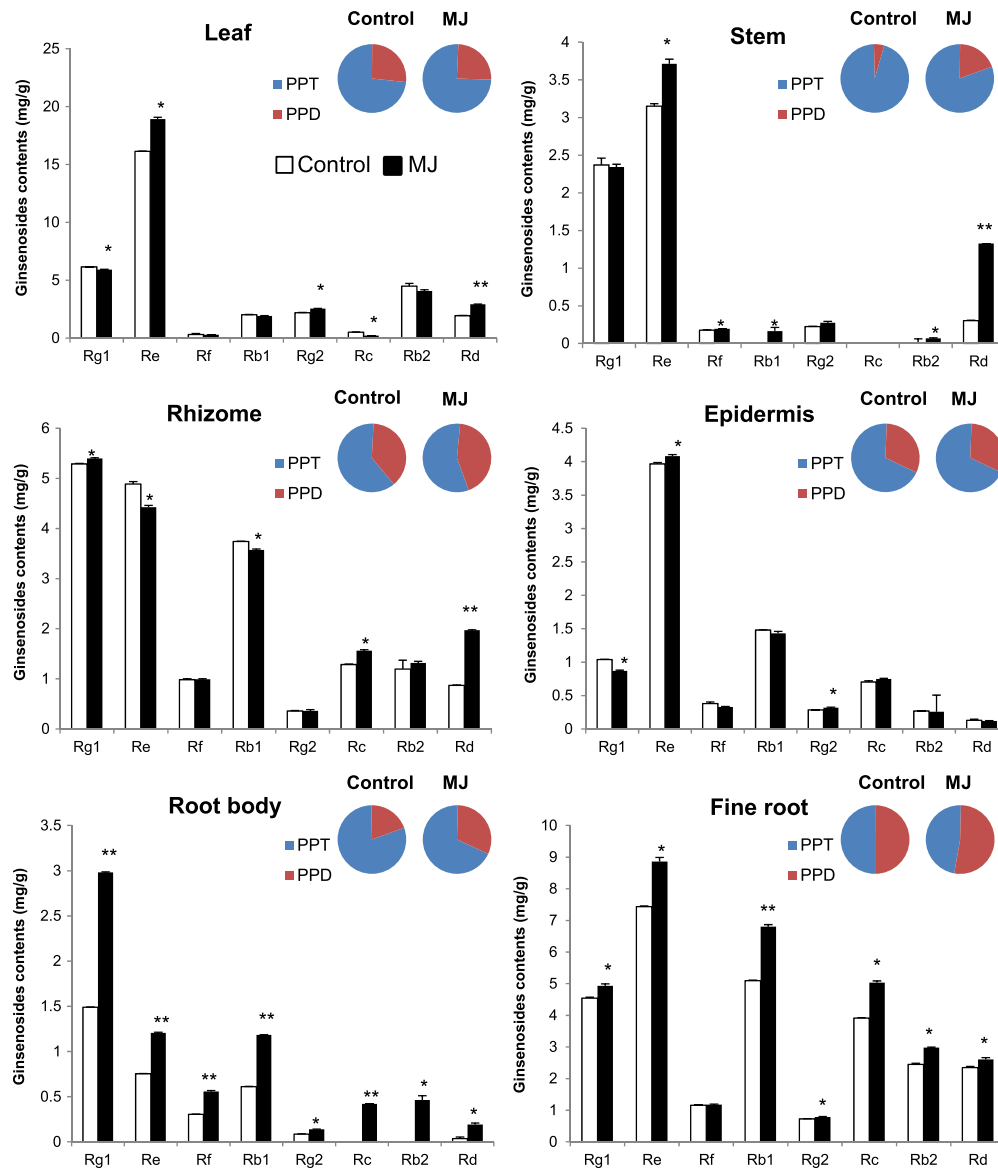 Leaf
Control MJ
PPT
PPD
Control MJ
Ginsenosides contents (mg/g)
25
20
15
10
5
0
Rg1 Re Rf Rb1 Rg2 Rc Rb2 Rd
* * * * **
Stem
Control MJ
PPT
PPD
Ginsenosides contents (mg/g)
4
3.5
3
2.5
2
1.5
1
0.5
0
Rg1 Re Rf Rb1 Rg2 Rc Rb2 Rd
* * * * **
Rhizome
Control MJ
PPT
PPD
Ginsenosides contents (mg/g)
6
5
4
3
2
1
0
Rg1 Re Rf Rb1 Rg2 Rc Rb2 Rd
* * * * **
Epidermis
Control MJ
PPT
PPD
Ginsenosides contents (mg/g)
4.5
4
3.5
3
2.5
2
1.5
1
0.5
0
Rg1 Re Rf Rb1 Rg2 Rc Rb2 Rd
* * *
Root body
Control MJ
PPT
PPD
Ginsenosides contents (mg/g)
3.5
3
2.5
2
1.5
1
0.5
0
Rg1 Re Rf Rb1 Rg2 Rc Rb2 Rd
** ** ** ** * ** * *
Fine root
Control MJ
PPT
PPD
Ginsenosides contents (mg/g)
10
9
8
7
6
5
4
3
2
1
0
Rg1 Re Rf Rb1 Rg2 Rc Rb2 Rd
* * ** * * * *